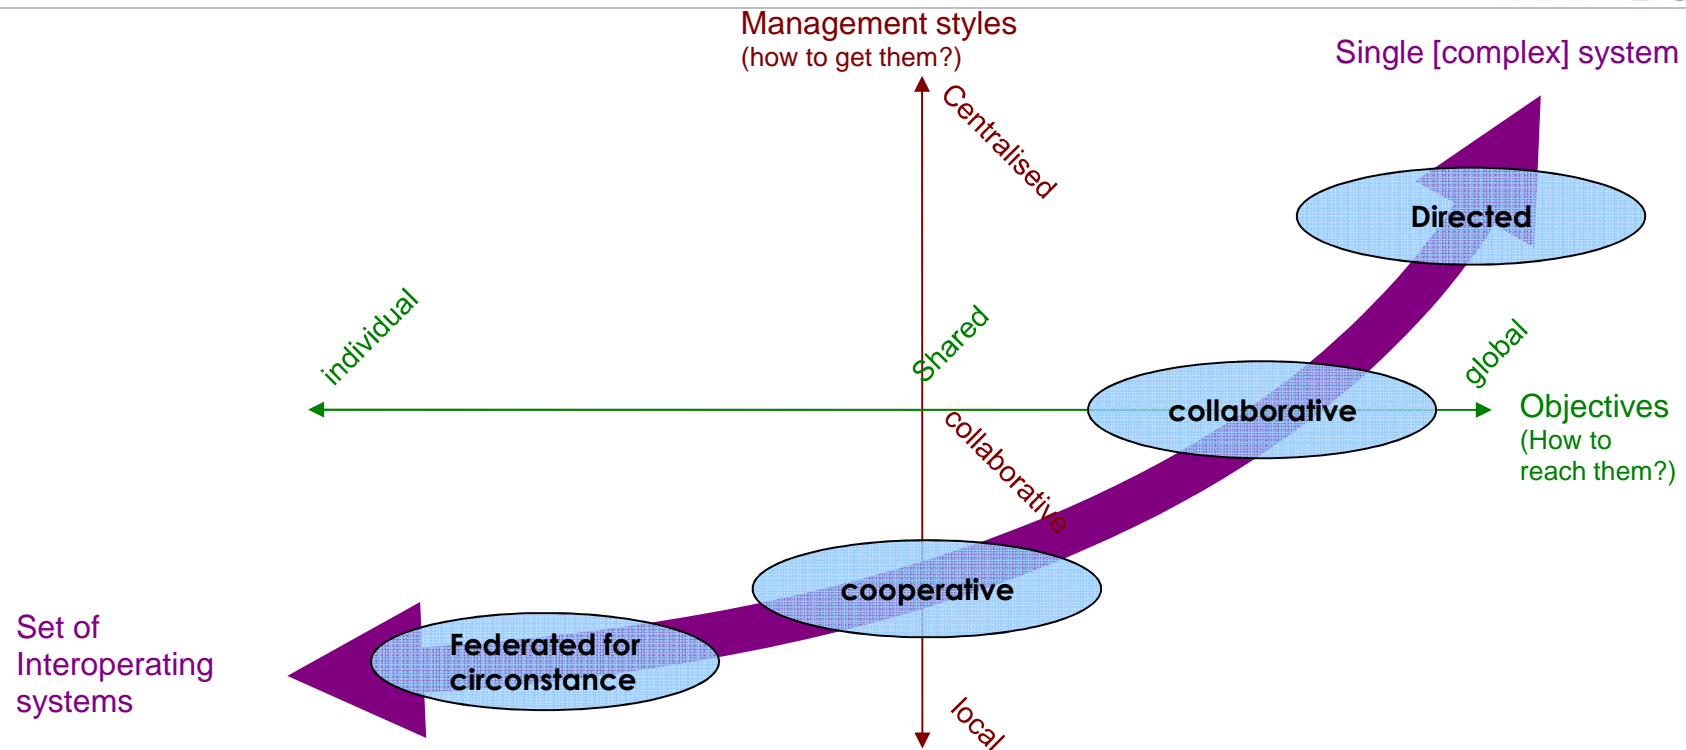 Management styles
(how to get them?)
Single [complex] system
Centralised
Directed
individual
Shared
global
collaborative
Objectives
(How to
reach them?)
collaborative
cooperative
Set of
Interoperating
systems
Federated for
circonstance
local